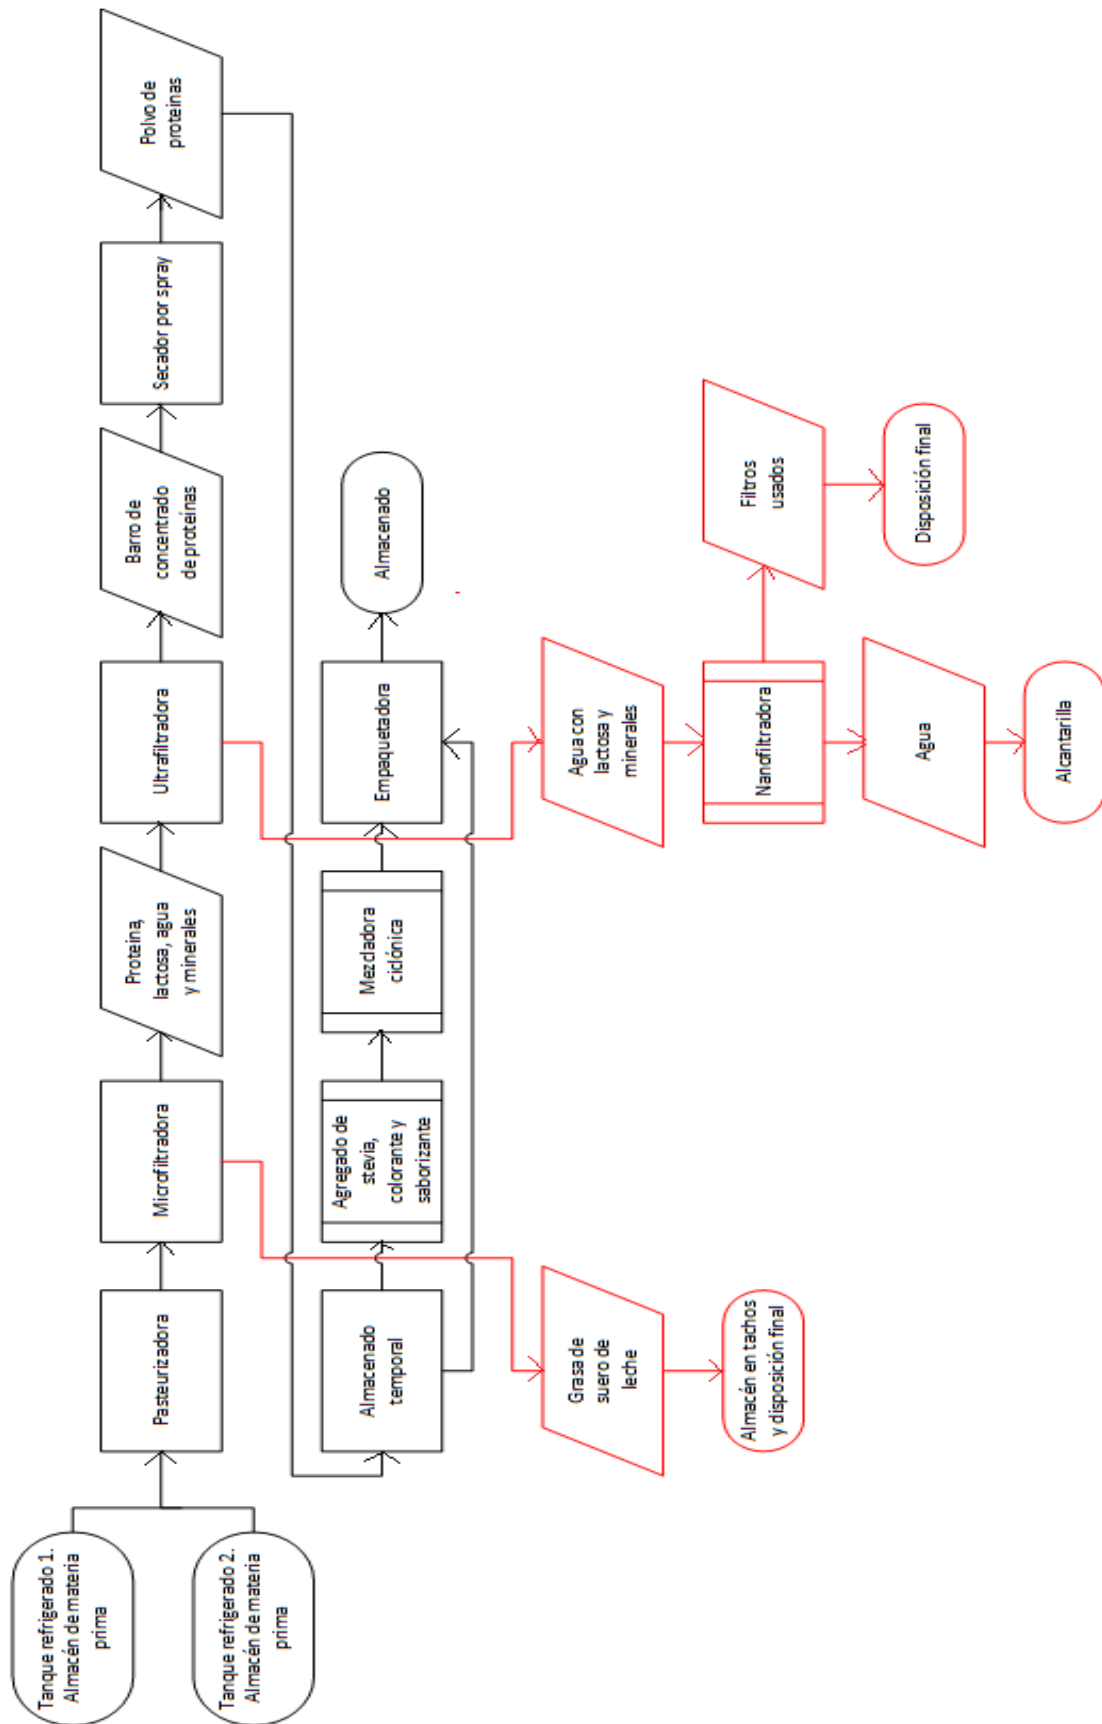 Tanque refrigerado 1.
Almacén de materia
prima
Tanque refrigerado 2.
Almacén de materia
prima
Pasteurizadora
Microfiltradora
Proteina,
lactosa, agua
y minerales
Ultrafiltradora
Barro de
concentrado
de proteínas
Secador por spray
Polvo de
proteinas
Almacenado
temporal
Agregado de
stevia,
colorante y
saborizante
Mezcladora
ciclónica
Empaquetadora
Almacenado
Grasa de
suero de
leche
Almacén en tachos
y disposición final
Agua con
lactosa y
minerales
Nanofiltradora
Filtros
usados
Disposición final
Agua
Alcantarilla